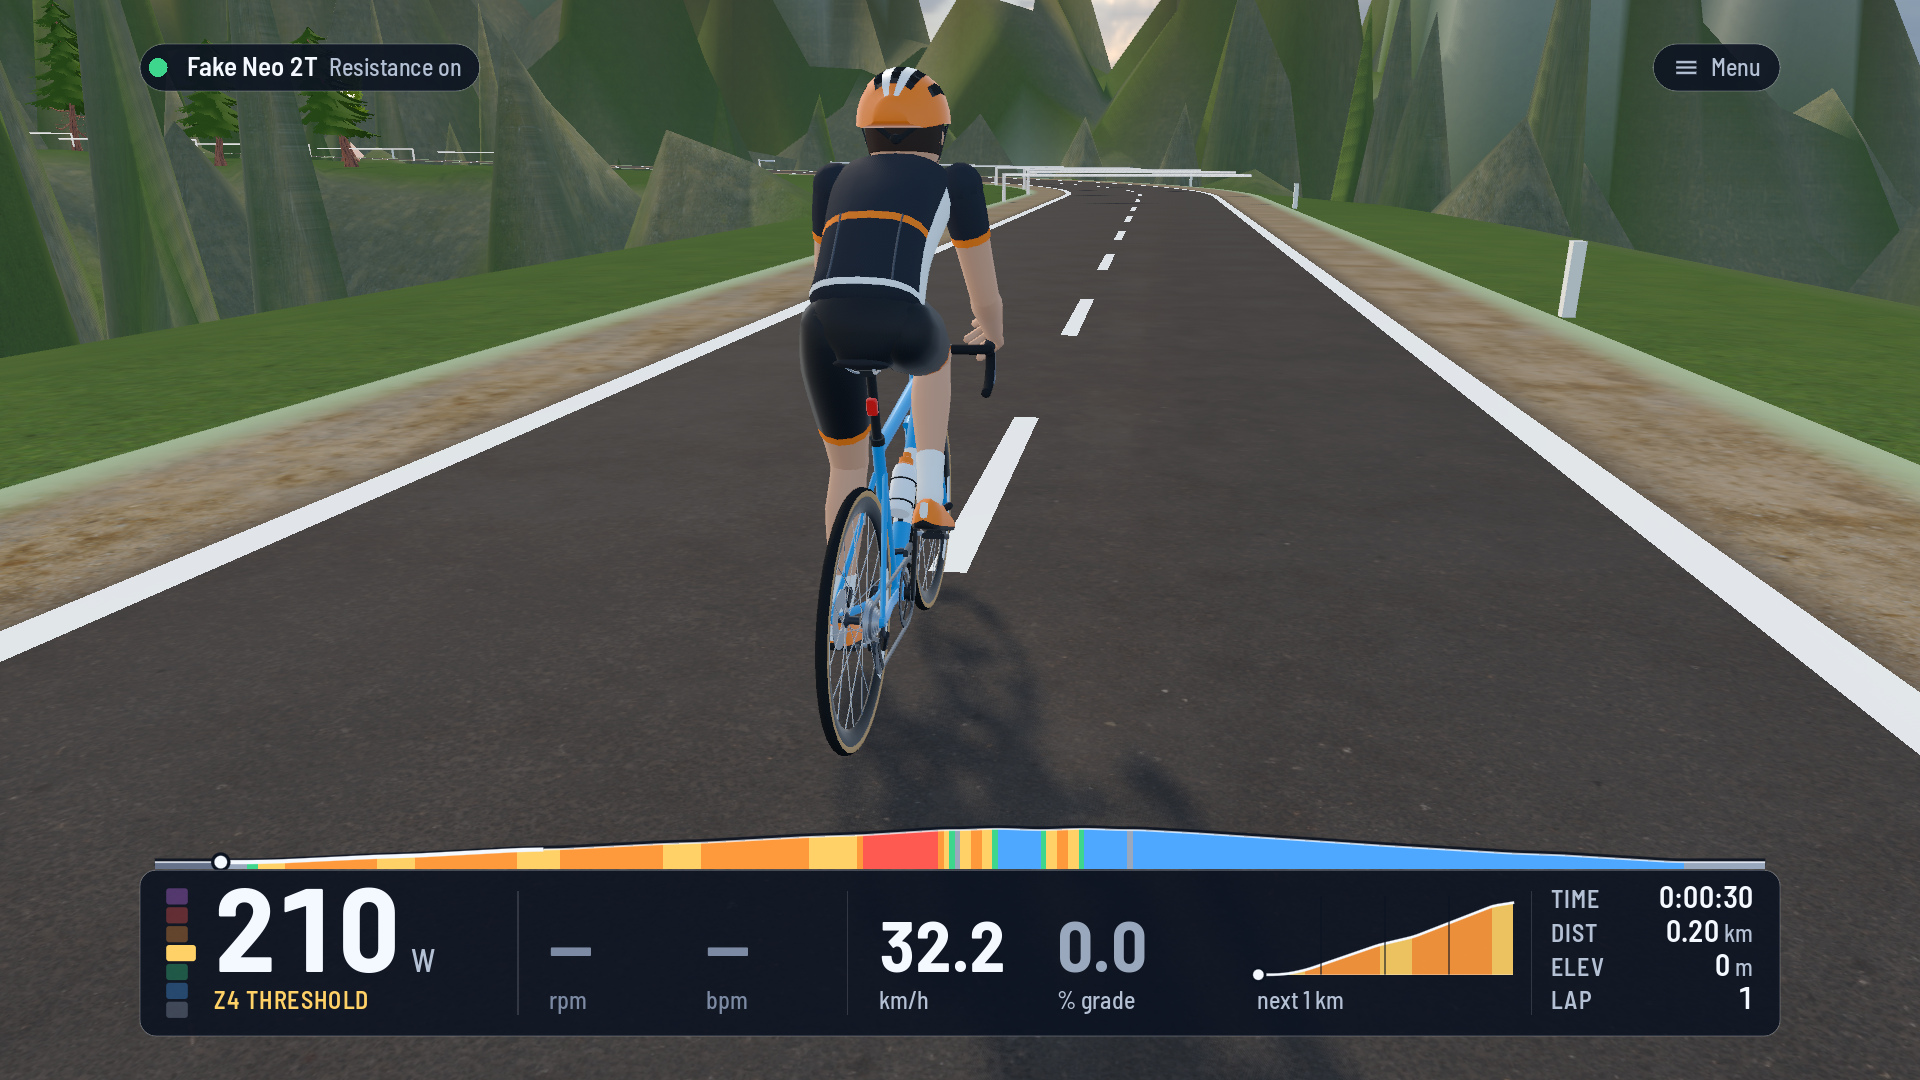 Fake Neo 2T Resistance on
Menu
210 W
Z4 THRESHOLD
rpm
bpm
32.2
km/h
0.0
% grade
next 1 km
TIME 0:00:30
DIST 0.20 km
ELEV 0 m
LAP 1